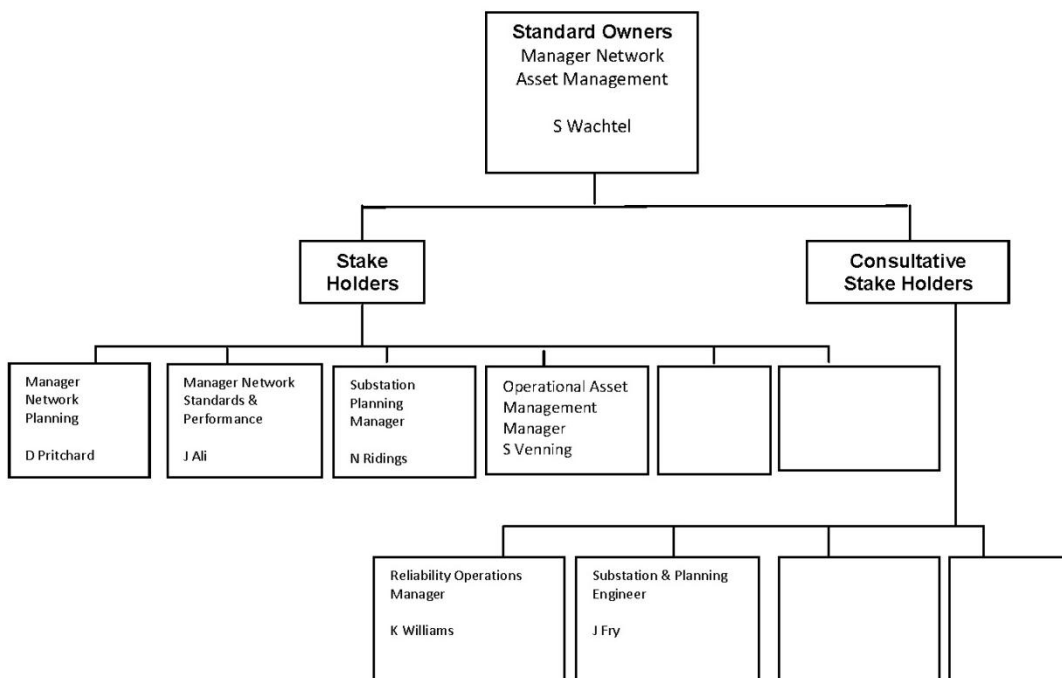 Standard Owners
Manager Network
Asset Management
S Wachtel
Stake
Holders
Consultative
Stake Holders
Manager
Network
Planning
D Pritchard
Manager Network
Standards &
Performance
J Ali
Substation
Planning
Manager
N Ridings
Operational Asset
Management
Manager
S Venning
Reliability Operations
Manager
K Williams
Substation & Planning
Engineer
J Fry